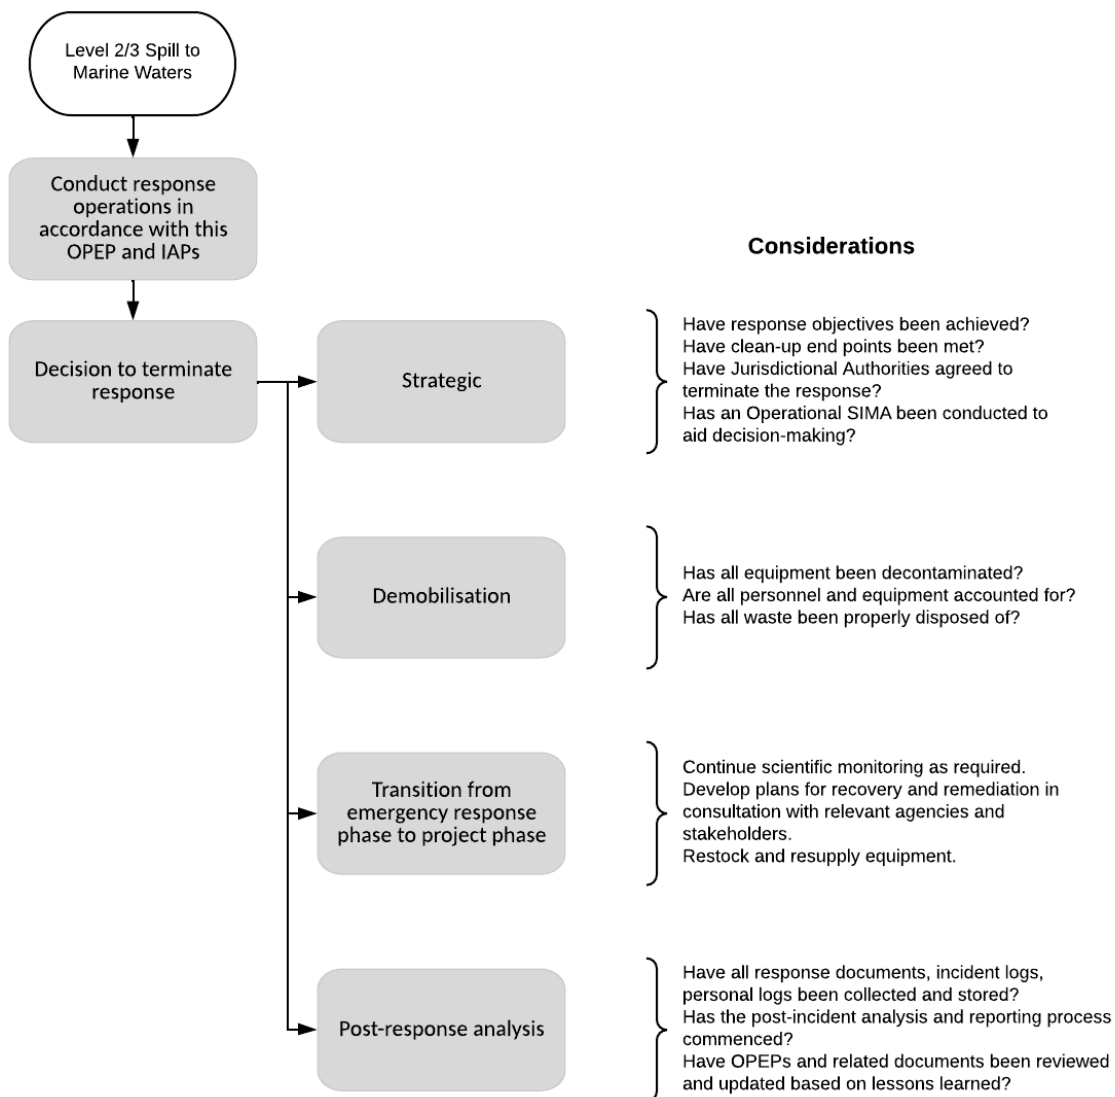 Level 2/3 Spill to
Marine Waters
Conduct response
operations in
accordance with this
OPEP and IAPs
Considerations
Decision to terminate
response
Strategic
Have response objectives been achieved?
Have clean-up end points been met?
Have Jurisdictional Authorities agreed to
terminate the response?
Has an Operational SIMA been conducted to
aid decision-making?
Demobilisation
Has all equipment been decontaminated?
Are all personnel and equipment accounted for?
Has all waste been properly disposed of?
Transition from
emergency response
phase to project phase
Continue scientific monitoring as required.
Develop plans for recovery and remediation in
consultation with relevant agencies and
stakeholders.
Restock and resupply equipment.
Post-response analysis
Have all response documents, incident logs,
personal logs been collected and stored?
Has the post-incident analysis and reporting process
commenced?
Have OPEPs and related documents been reviewed
and updated based on lessons learned?